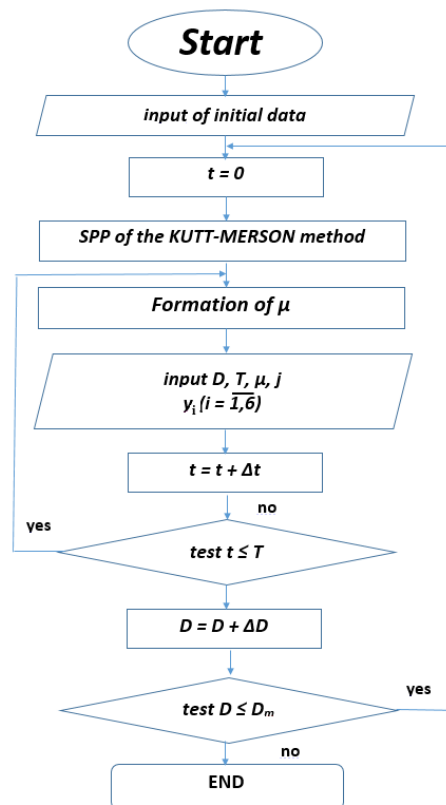 Start
input of initial data
t = 0
SPP of the KUTT-MERSON method
Formation of μ
input D, T, μ, j
yᵢ (i = 1,6)
t = t + Δt
no
yes
test t ≤ T
D = D + ΔD
yes
test D ≤ Dₘ
no
END